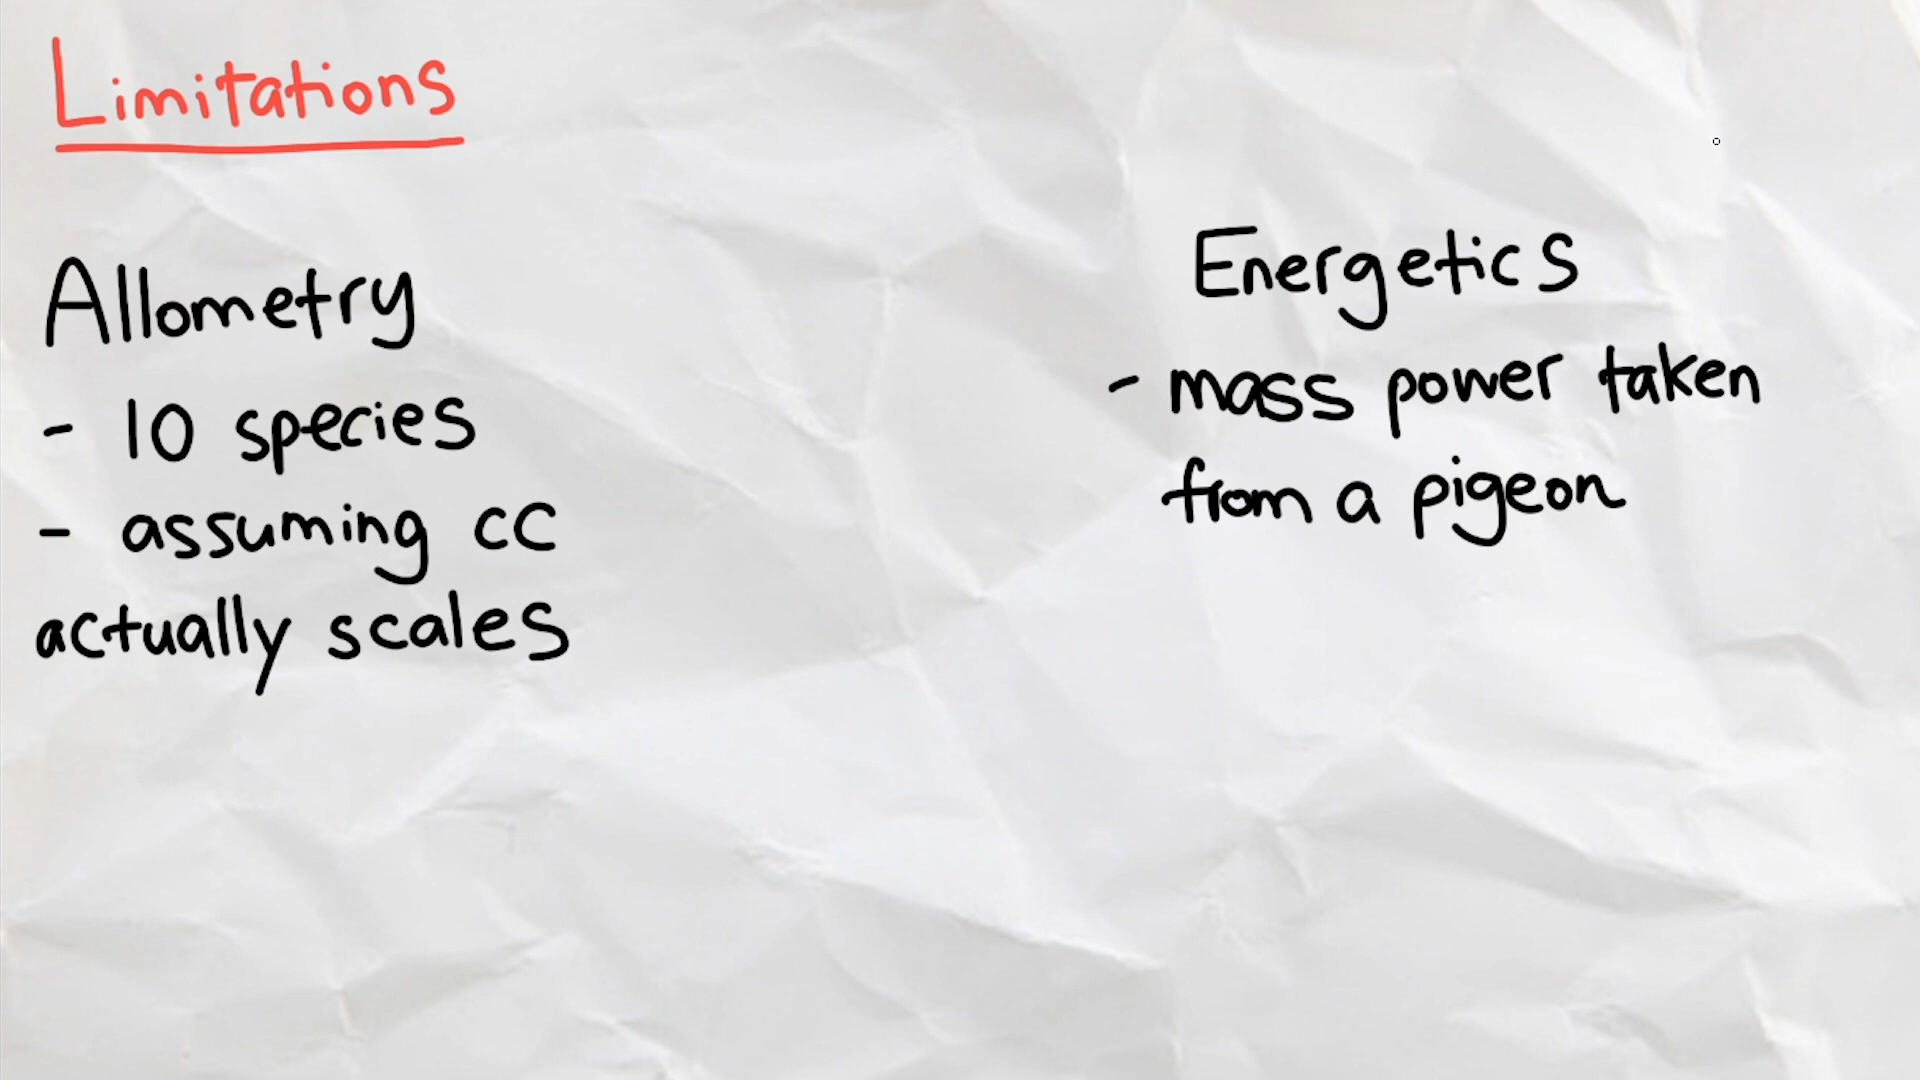 Limitations
Allometry
- 10 species
- assuming cc
actually scales
Energetics
- mass power taken
from a pigeon